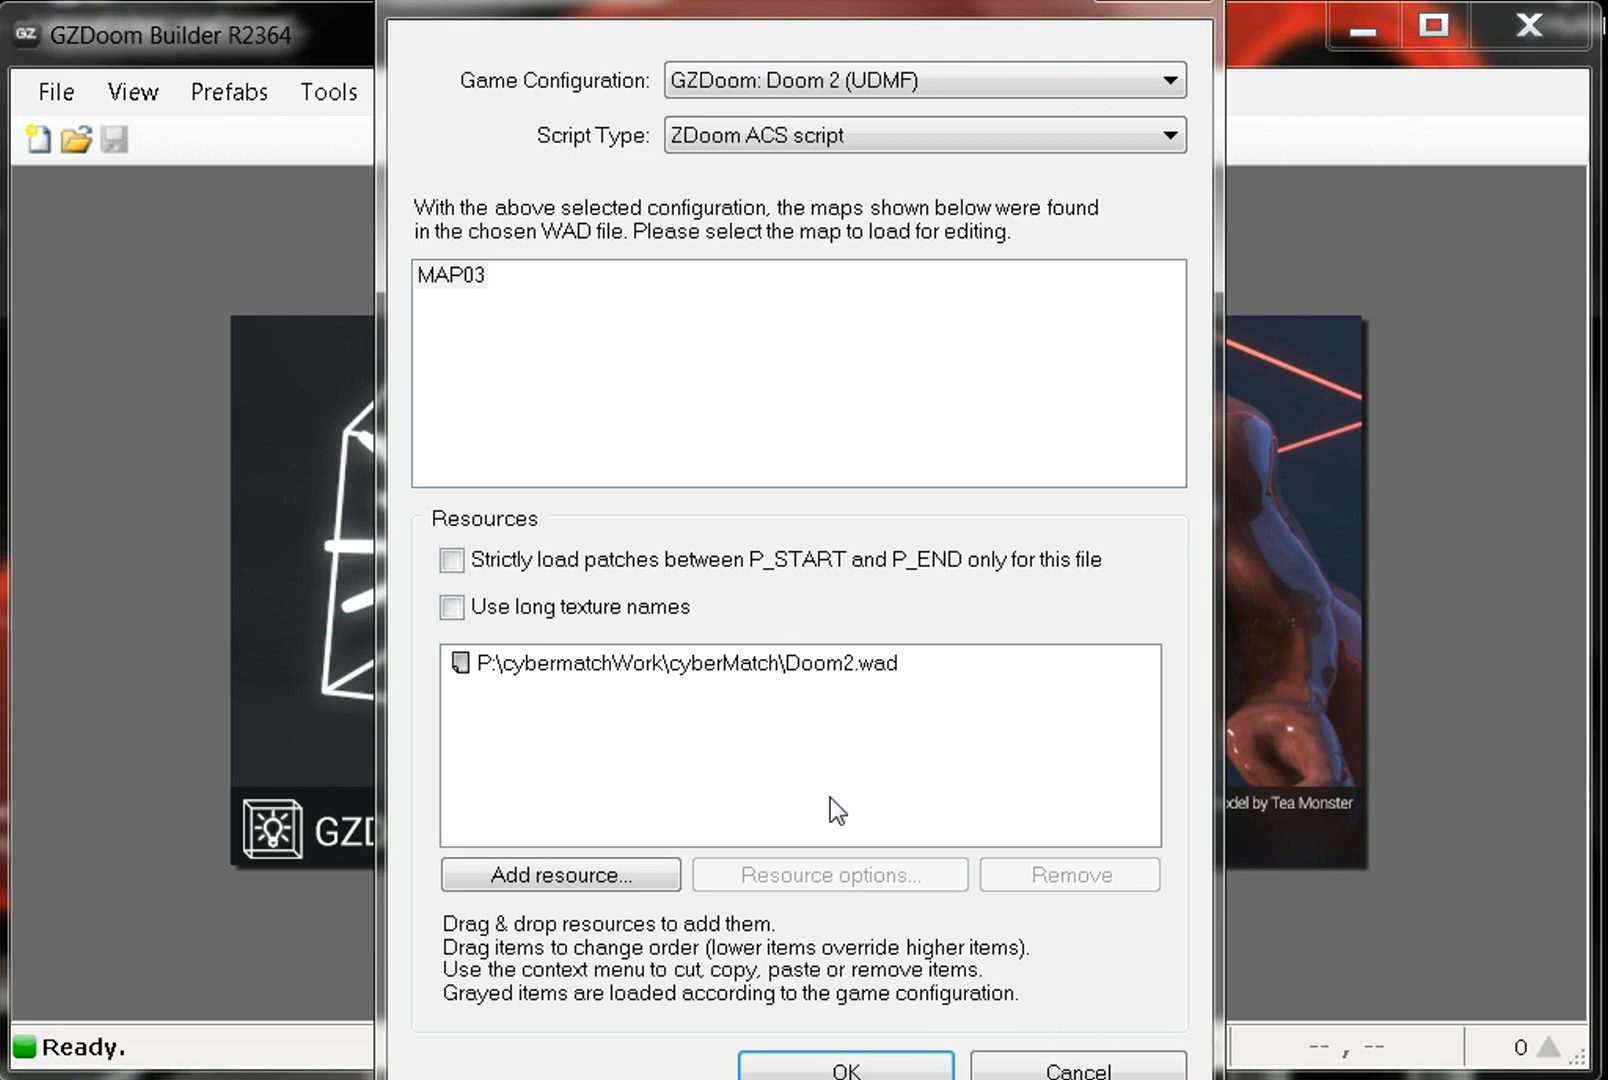 GZ GZDoom Builder R2364
File View Prefabs Tools
Game Configuration: GZDoom: Doom 2 (UDMF)
Script Type: ZDoom ACS script
With the above selected configuration, the maps shown below were found
in the chosen WAD file. Please select the map to load for editing.
MAP03
Resources
Strictly load patches between P_START and P_END only for this file
Use long texture names
P:\cybermatchWork\cyberMatch\Doom2.wad
GZD
del by Tea Monster
Add resource... Resource options... Remove
Drag & drop resources to add them.
Drag items to change order (lower items override higher items).
Use the context menu to cut, copy, paste or remove items.
Grayed items are loaded according to the game configuration.
Ready. -- , -- 0
OK Cancel